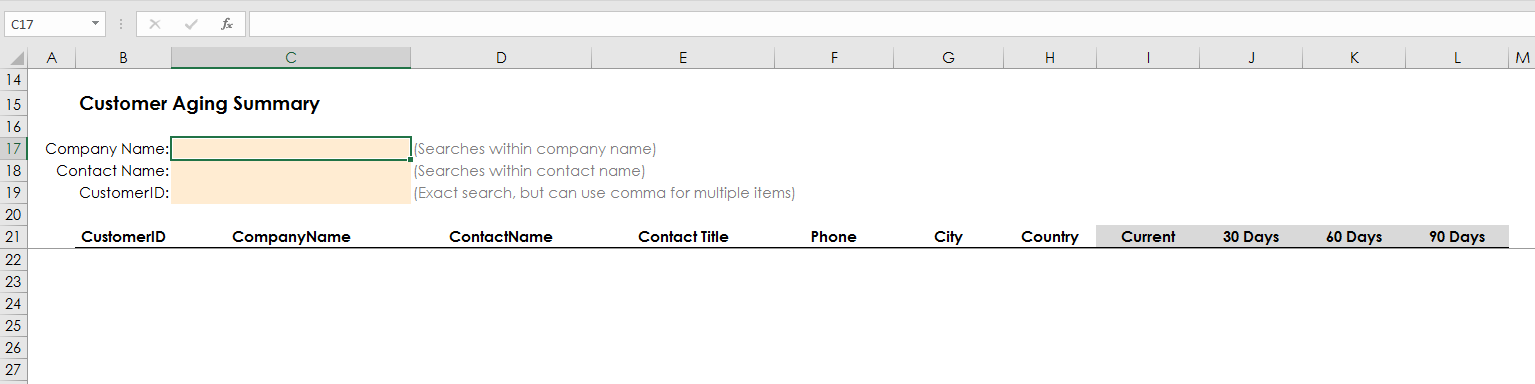 C17 fx
A B C D E F G H I J K L M
14
15 Customer Aging Summary
16
17 Company Name: (Searches within company name)
18 Contact Name: (Searches within contact name)
19 CustomerID: (Exact search, but can use comma for multiple items)
20
21 CustomerID CompanyName ContactName Contact Title Phone City Country Current 30 Days 60 Days 90 Days
22
23
24
25
26
27